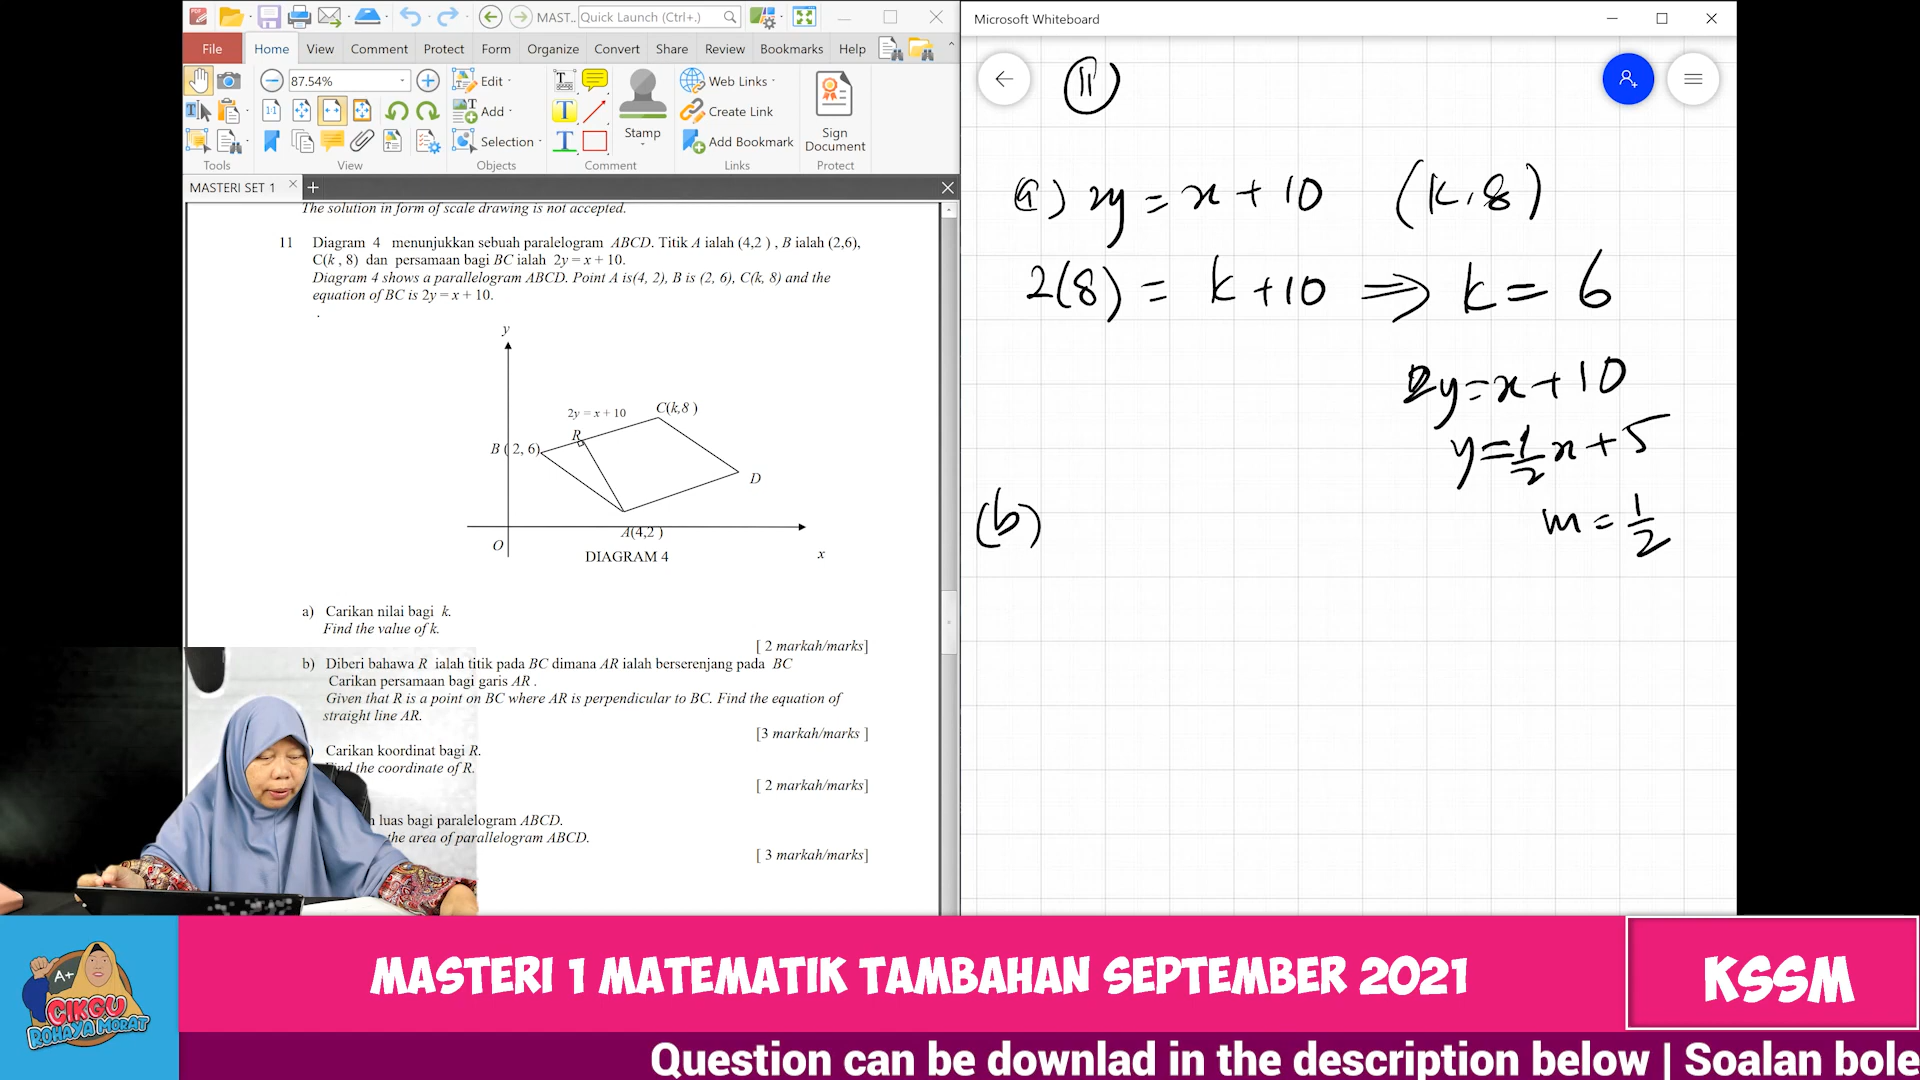 MAST..
Quick Launch (Ctrl+.)
File Home View Comment Protect Form Organize Convert Share Review Bookmarks Help
87.54%
Edit
Add
Selection
Stamp
Web Links
Create Link
Add Bookmark
Sign
Document
Tools View Objects Comment Links Protect
MASTERI SET 1
The solution in form of scale drawing is not accepted.
11 Diagram 4 menunjukkan sebuah paralelogram ABCD. Titik A ialah (4,2 ) , B ialah (2,6),
C(k , 8) dan persamaan bagi BC ialah 2y = x + 10.
Diagram 4 shows a parallelogram ABCD. Point A is(4, 2), B is (2, 6), C(k, 8) and the
equation of BC is 2y = x + 10.
y
2y = x + 10
C(k,8 )
R
B ( 2, 6)
D
A(4,2 )
O
DIAGRAM 4
x
a) Carikan nilai bagi k.
Find the value of k.
[ 2 markah/marks]
b) Diberi bahawa R ialah titik pada BC dimana AR ialah berserenjang pada BC
Carikan persamaan bagi garis AR .
Given that R is a point on BC where AR is perpendicular to BC. Find the equation of
straight line AR.
[3 markah/marks ]
) Carikan koordinat bagi R.
ind the coordinate of R.
[ 2 markah/marks]
luas bagi paralelogram ABCD.
the area of parallelogram ABCD.
[ 3 markah/marks]
Microsoft Whiteboard
11
(a) 2y = x + 10 (k,8)
2(8) = k + 10 ⇒ k = 6
2y = x + 10
y = 1/2 x + 5
(b) m = 1/2
A+
CIKGU
ROHAYA MORAT
MASTERI 1 MATEMATIK TAMBAHAN SEPTEMBER 2021
KSSM
Question can be downlad in the description below | Soalan bole